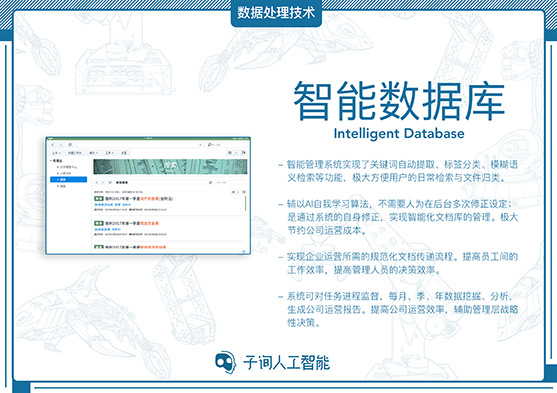 数据处理技术
智能数据库
Intelligent Database
– 智能管理系统实现了关键词自动提取、标签分类、模糊语
义检索等功能，极大方便用户的日常检索与文件归类。
– 辅以AI自我学习算法，不需要人为在后台多次修正设定；
是通过系统的自身修正，实现智能化文档库的管理。极大
节约公司运营成本。
– 实现企业运营所需的规范化文档传递流程。提高员工间的
工作效率，提高管理人员的决策效率。
– 系统可对任务进程监督，每月、季、年数据挖掘、分析，
生成公司运营报告。提高公司运营效率，辅助管理层战略
性决策。
子询人工智能